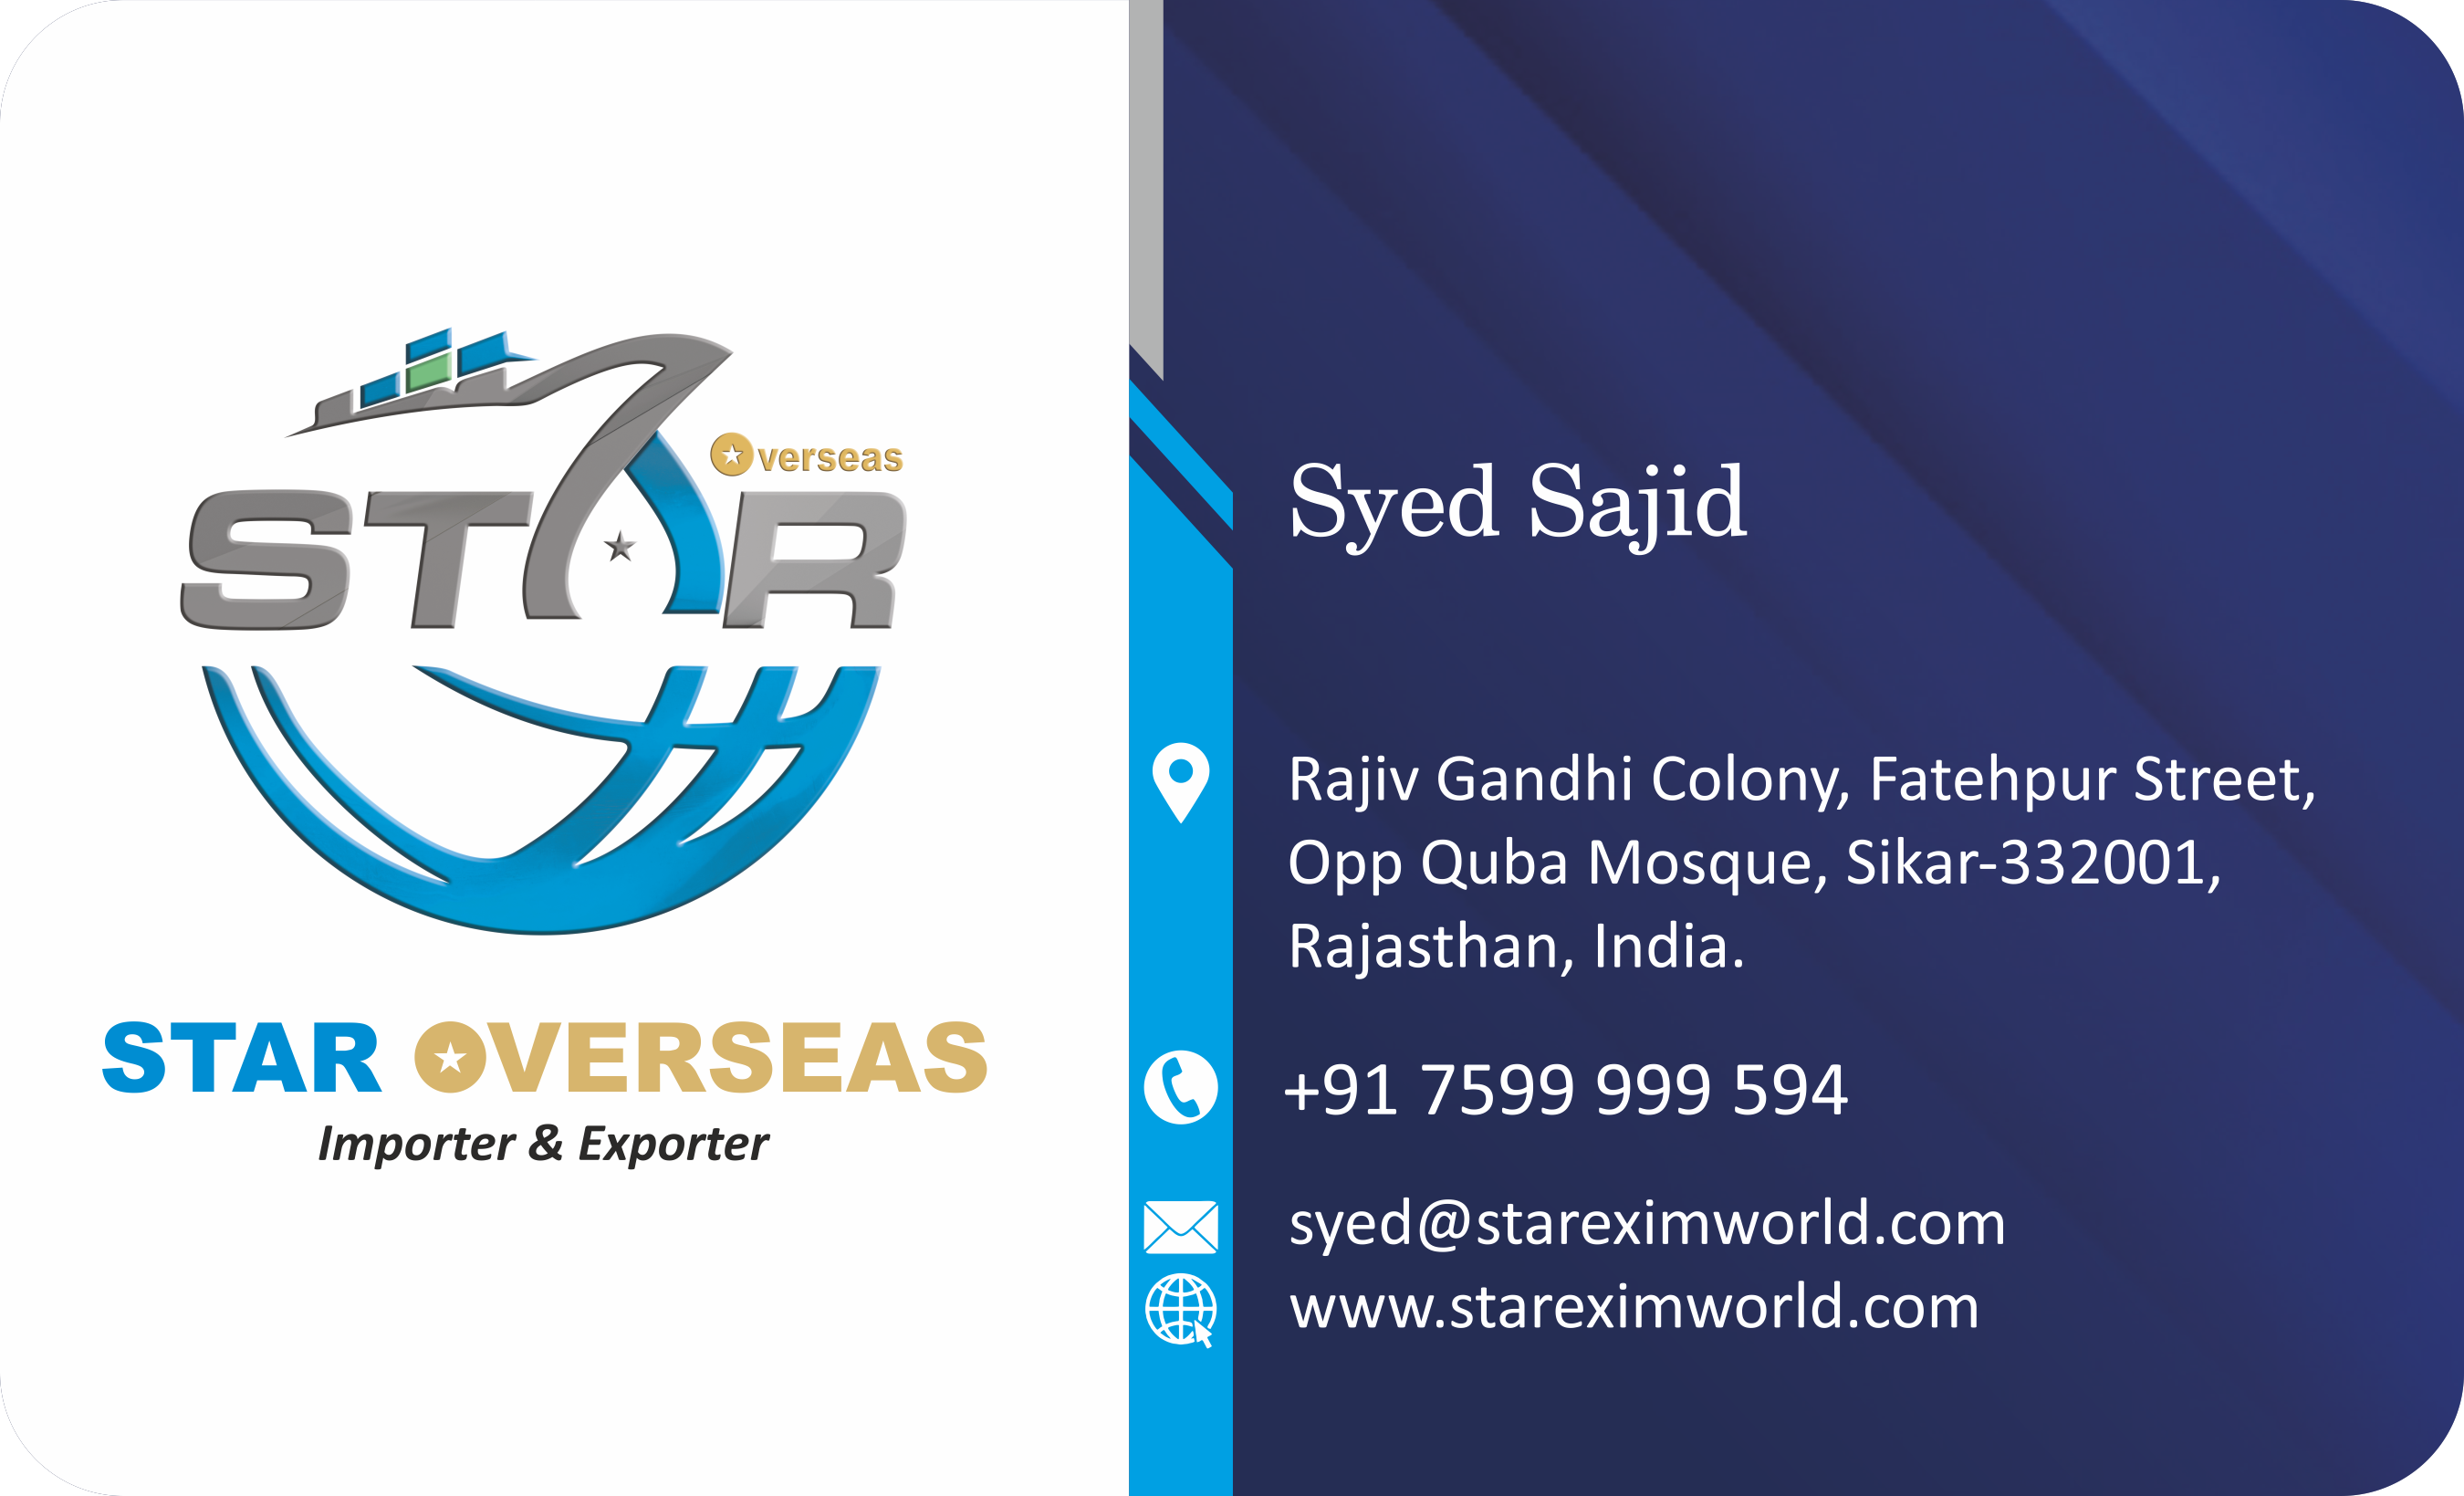 Overseas
STAR
STAR OVERSEAS
Importer & Exporter
Syed Sajid
Rajiv Gandhi Colony, Fatehpur Street,
Opp Quba Mosque, Sikar-332001,
Rajasthan, India.
+91 7599 999 594
syed@stareximworld.com
www.stareximworld.com